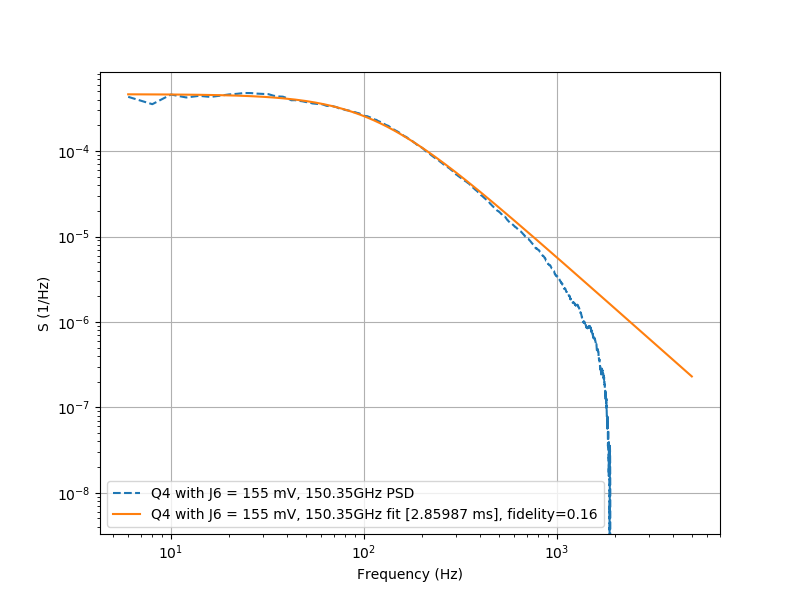 S (1/Hz)
10⁻⁴
10⁻⁵
10⁻⁶
10⁻⁷
10⁻⁸
Q4 with J6 = 155 mV, 150.35GHz PSD
Q4 with J6 = 155 mV, 150.35GHz fit [2.85987 ms], fidelity=0.16
10¹ 10² 10³
Frequency (Hz)